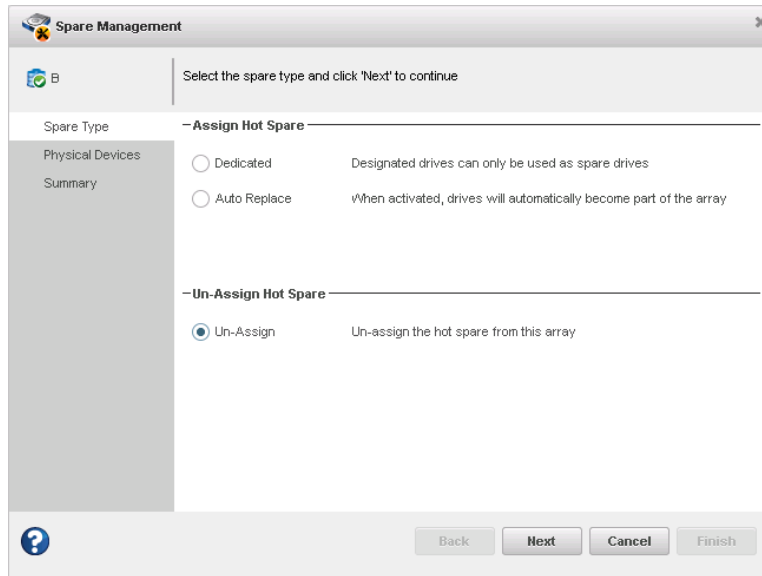 Spare Management
B
Select the spare type and click 'Next' to continue
Spare Type
Physical Devices
Summary
Assign Hot Spare
Dedicated Designated drives can only be used as spare drives
Auto Replace When activated, drives will automatically become part of the array
Un-Assign Hot Spare
Un-Assign Un-assign the hot spare from this array
Back Next Cancel Finish